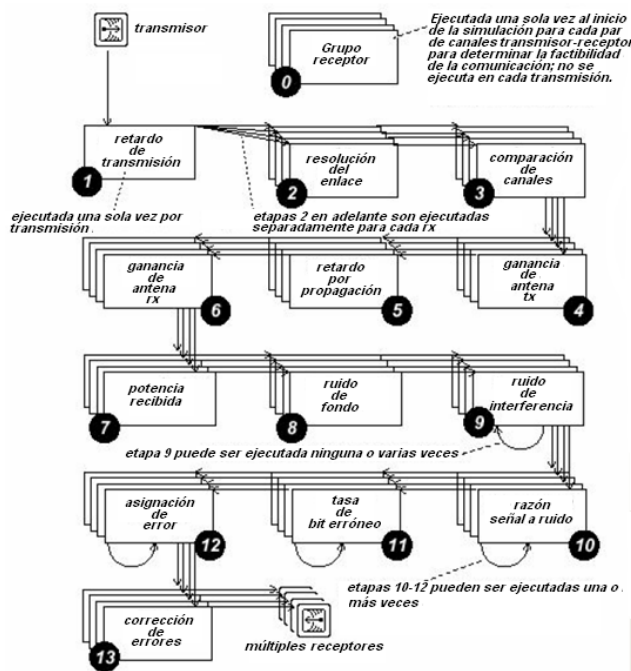 transmisor
Grupo
receptor
0
Ejecutada una sola vez al inicio
de la simulación para cada par
de canales transmisor-receptor
para determinar la factibilidad
de la comunicación; no se
ejecuta en cada transmisión.
retardo
de
transmisión
1
resolución
del
enlace
2
comparación
de
canales
3
ejecutada una sola vez por
transmisión
etapas 2 en adelante son ejecutadas
separadamente para cada rx
ganancia
de
antena
rx
6
retardo
por
propagación
5
ganancia
de
antena
tx
4
potencia
recibida
7
ruido
de
fondo
8
ruido
de
interferencia
9
etapa 9 puede ser ejecutada ninguna o varias veces
asignación
de
error
12
tasa
de
bit erróneo
11
razón
señal a ruido
10
etapas 10-12 pueden ser ejecutadas una o
más veces
corrección
de
errores
13
múltiples receptores